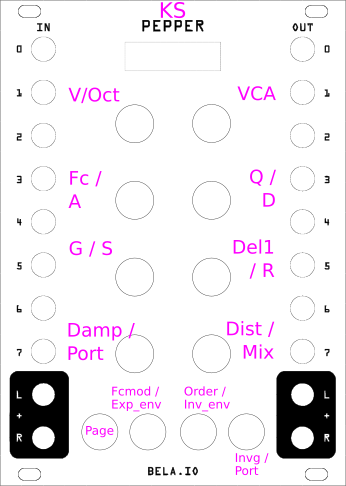 KS
IN PEPPER OUT
0 0
1 V/Oct VCA 1
2 2
3 Fc / Q / 3
A D
4 4
G / S Del1
5 / R 5
6 6
Damp / Dist /
7 Port Mix 7
L L
+ +
R R
Fcmod / Order /
Exp_env Inv_env
Page
Invg /
Port
BELA.IO